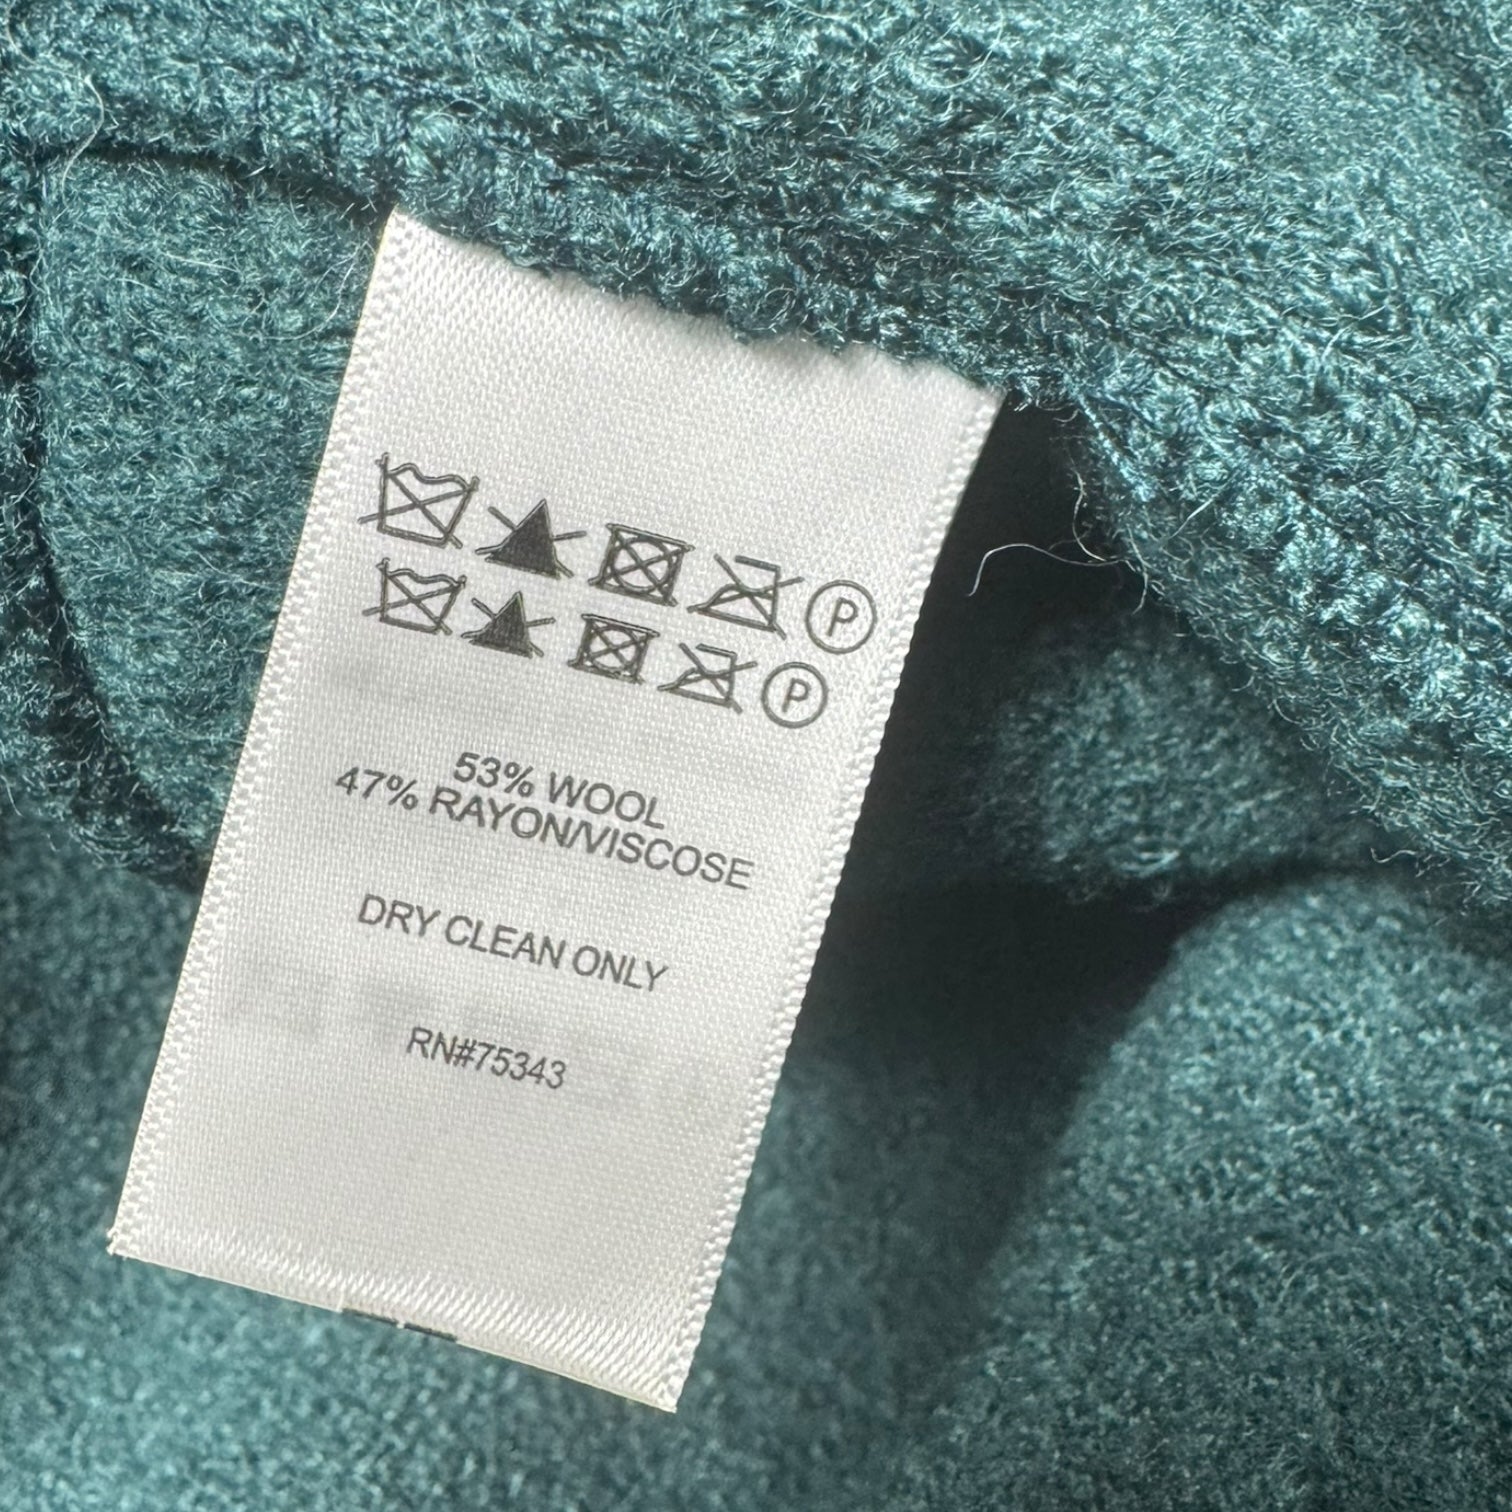 P
P
53% WOOL
47% RAYON/VISCOSE
DRY CLEAN ONLY
RN#75343